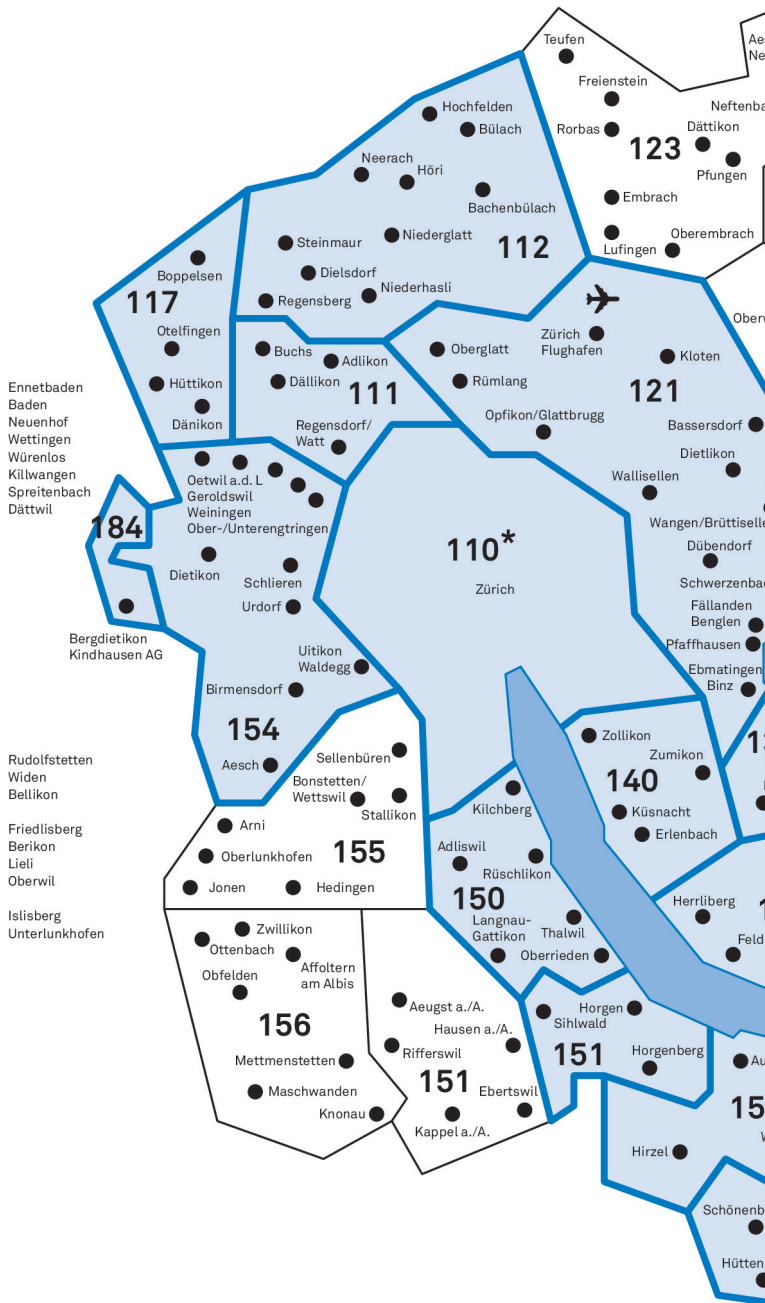 Teufen
Freienstein
Rorbas
Dättikon
123
Pfungen
Embrach
Lufingen
Oberembrach
Hochfelden
Bülach
Neerach
Höri
Bachenbülach
Steinmaur
Niederglatt
112
Dielsdorf
Niederhasli
Regensberg
Boppelsen
117
Otelfingen
Hüttikon
Dänikon
Buchs
Adlikon
Dällikon
111
Regensdorf/
Watt
Zürich
Flughafen
Oberglatt
Kloten
Rümlang
121
Opfikon/Glattbrugg
Bassersdorf
Dietlikon
Wallisellen
Dübendorf
Fällanden
Benglen
Pfaffhausen
Ebmatingen
Binz
Ennetbaden
Baden
Neuenhof
Wettingen
Würenlos
Killwangen
Spreitenbach
Dättwil
184
Bergdietikon
Kindhausen AG
Oetwil a.d. L
Geroldswil
Weiningen
Ober-/Unterengtringen
Dietikon
Schlieren
Urdorf
Uitikon
Waldegg
Birmensdorf
154
Aesch
110*
Zürich
Zollikon
Zumikon
140
Küsnacht
Erlenbach
Herrliberg
Rudolfstetten
Widen
Bellikon
Friedlisberg
Berikon
Lieli
Oberwil
Islisberg
Unterlunkhofen
Sellenbüren
Bonstetten/
Wettswil
Stallikon
Arni
155
Oberlunkhofen
Jonen
Hedingen
Kilchberg
Adliswil
Rüschlikon
150
Langnau-
Gattikon
Thalwil
Oberrieden
Zwillikon
Ottenbach
Affoltern
am Albis
Obfelden
156
Mettmenstetten
Maschwanden
Knonau
Aeugst a./A.
Hausen a./A.
Rifferswil
151
Ebertswil
Kappel a./A.
Horgen
Sihlwald
151
Horgenberg
Hirzel
Hütten